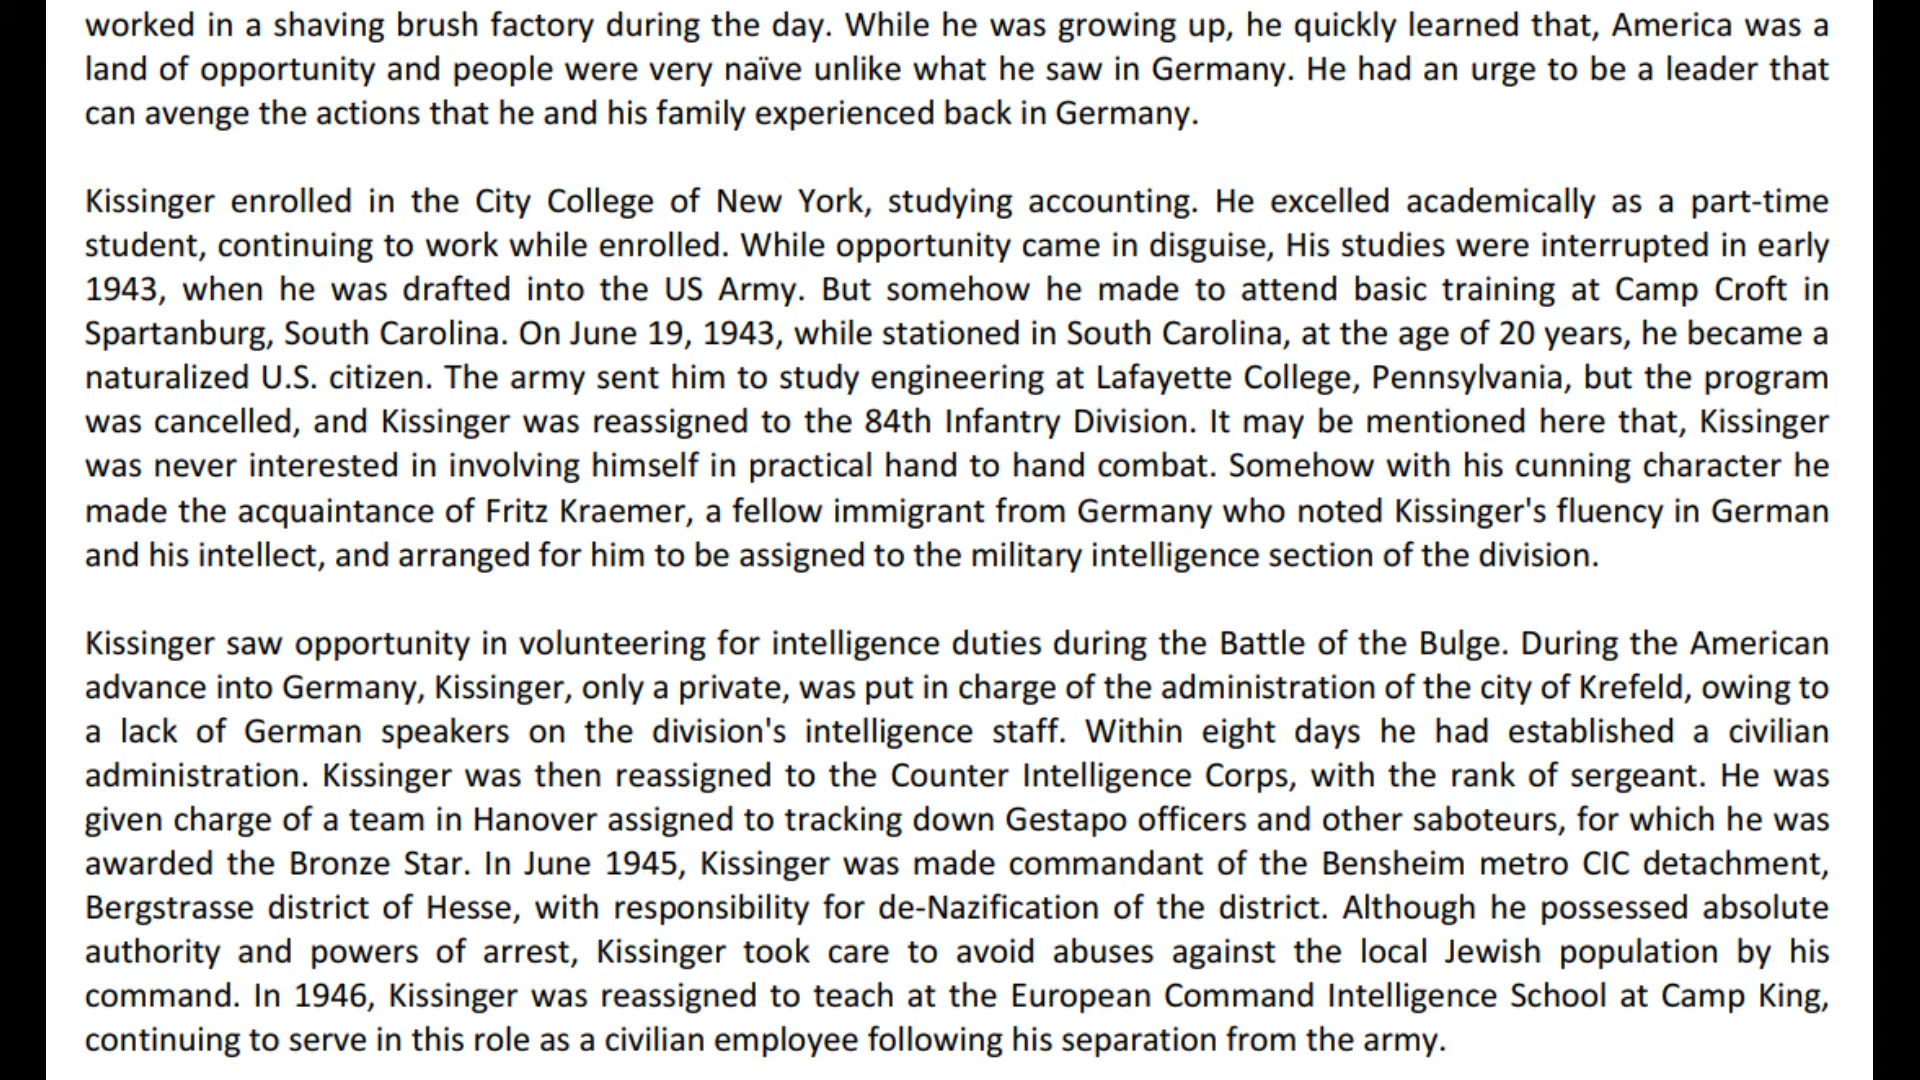 worked in a shaving brush factory during the day. While he was growing up, he quickly learned that, America was a
land of opportunity and people were very naïve unlike what he saw in Germany. He had an urge to be a leader that
can avenge the actions that he and his family experienced back in Germany.
Kissinger enrolled in the City College of New York, studying accounting. He excelled academically as a part-time
student, continuing to work while enrolled. While opportunity came in disguise, His studies were interrupted in early
1943, when he was drafted into the US Army. But somehow he made to attend basic training at Camp Croft in
Spartanburg, South Carolina. On June 19, 1943, while stationed in South Carolina, at the age of 20 years, he became a
naturalized U.S. citizen. The army sent him to study engineering at Lafayette College, Pennsylvania, but the program
was cancelled, and Kissinger was reassigned to the 84th Infantry Division. It may be mentioned here that, Kissinger
was never interested in involving himself in practical hand to hand combat. Somehow with his cunning character he
made the acquaintance of Fritz Kraemer, a fellow immigrant from Germany who noted Kissinger's fluency in German
and his intellect, and arranged for him to be assigned to the military intelligence section of the division.
Kissinger saw opportunity in volunteering for intelligence duties during the Battle of the Bulge. During the American
advance into Germany, Kissinger, only a private, was put in charge of the administration of the city of Krefeld, owing to
a lack of German speakers on the division's intelligence staff. Within eight days he had established a civilian
administration. Kissinger was then reassigned to the Counter Intelligence Corps, with the rank of sergeant. He was
given charge of a team in Hanover assigned to tracking down Gestapo officers and other saboteurs, for which he was
awarded the Bronze Star. In June 1945, Kissinger was made commandant of the Bensheim metro CIC detachment,
Bergstrasse district of Hesse, with responsibility for de-Nazification of the district. Although he possessed absolute
authority and powers of arrest, Kissinger took care to avoid abuses against the local Jewish population by his
command. In 1946, Kissinger was reassigned to teach at the European Command Intelligence School at Camp King,
continuing to serve in this role as a civilian employee following his separation from the army.